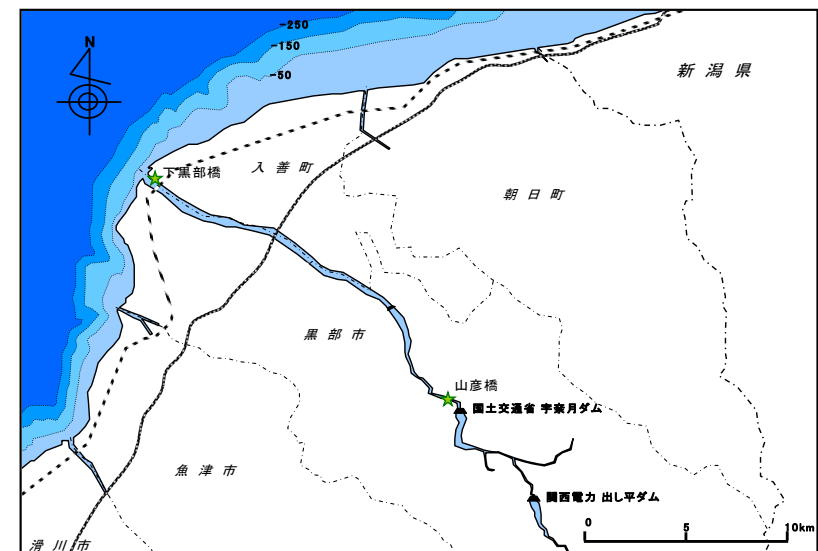 -250
-150
-50
N
新潟県
下黒部橋
入善町
朝日町
黒部市
山彦橋
国土交通省 宇奈月ダム
魚津市
関西電力 出し平ダム
0 5 10km
滑川市